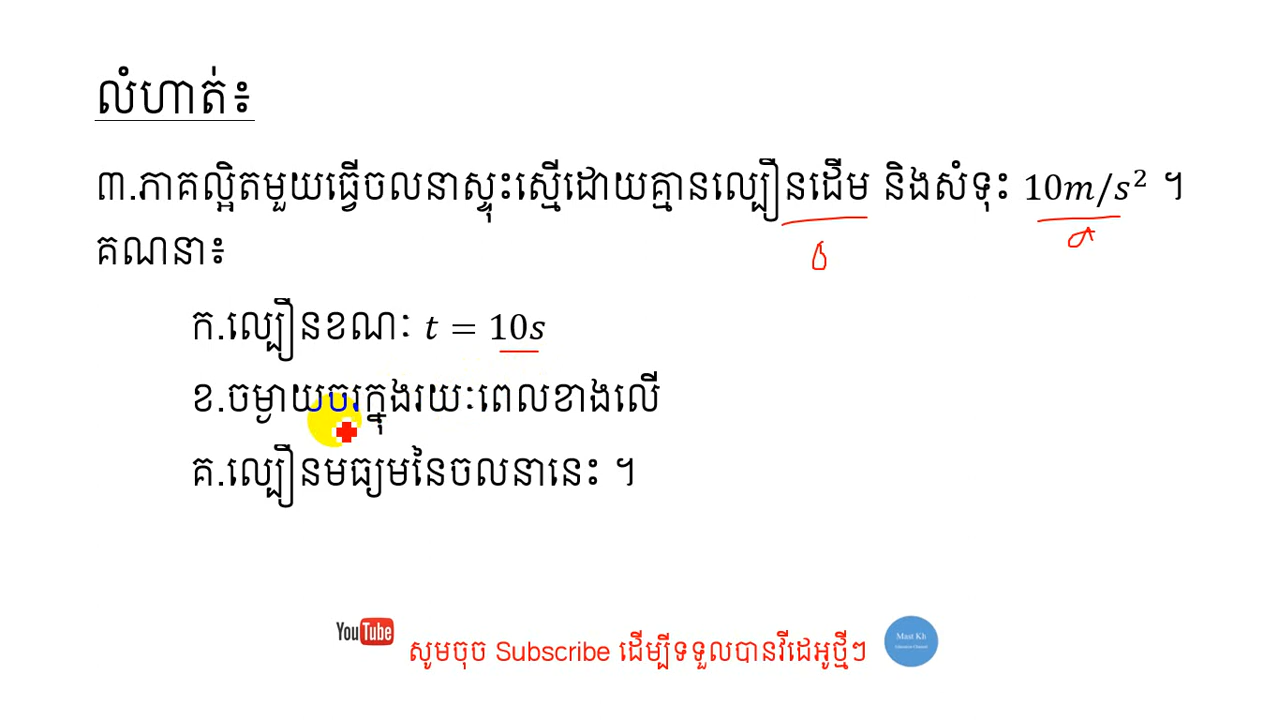 លំហាត់៖
៣.ភាគល្អិតមួយធ្វើចលនាស្ទុះស្មើដោយគ្មានល្បឿនដើម និងសំទុះ 10m/s² ។
គណនា៖
ក.ល្បឿនខណៈ t = 10s
ខ.ចម្ងាយចរក្នុងរយៈពេលខាងលើ
គ.ល្បឿនមធ្យមនៃចលនានេះ ។
YouTube
សូមចុច Subscribe ដើម្បីទទួលបានវីដេអូថ្មីៗ
Mast Kh